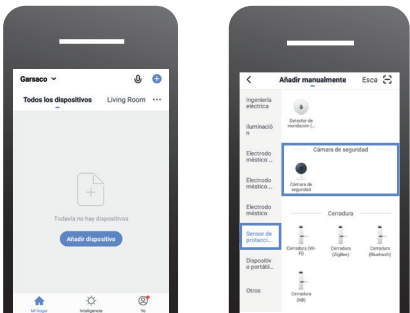 Garsaco
Todos los dispositivos Living Room ...
Todavía no hay dispositivos
Añadir dispositivo
Mi hogar Inteligencia Yo
Añadir manualmente Esca
Ingeniería
eléctrica
Iluminació
n
Electrodo
méstico ...
Electrodo
méstico ...
Electrodo
méstico
Sensor de
protecci...
Dispositiv
o portátil...
Otros
Detector de
inundación (...
Cámara de seguridad
Cámara de
seguridad
Cerradura
Cerradura (Wi-
Fi)
Cerradura
(ZigBee)
Cerradura
(Bluetooth)
Cerradura
(NB)